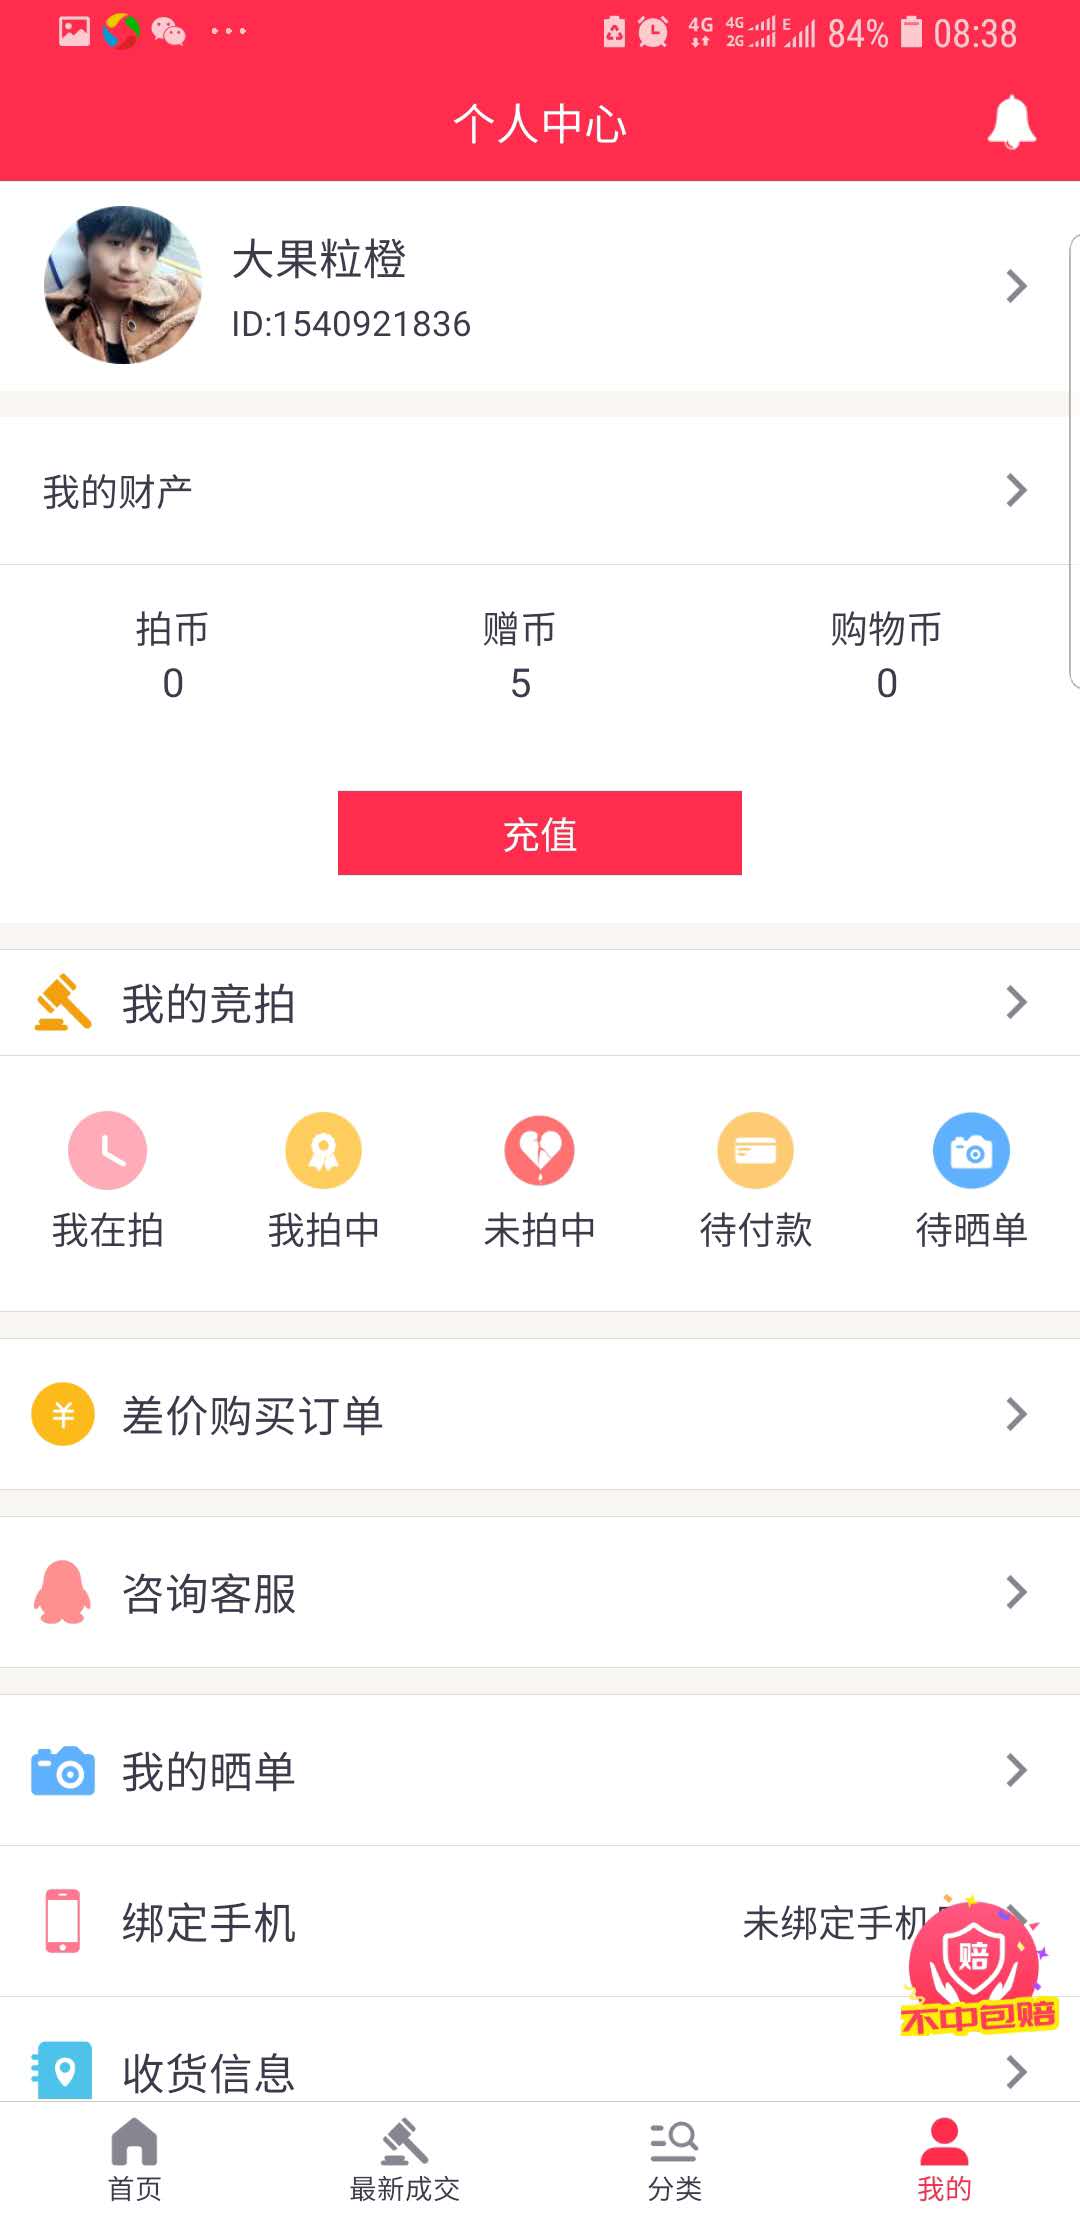 4G 4G 2G E 84% 08:38
个人中心
大果粒橙
ID:1540921836
我的财产
拍币 赠币 购物币
0 5 0
充值
我的竞拍
我在拍 我拍中 未拍中 待付款 待晒单
¥ 差价购买订单
咨询客服
我的晒单
绑定手机 未绑定手机
赔
不中包赔
收货信息
首页 最新成交 分类 我的